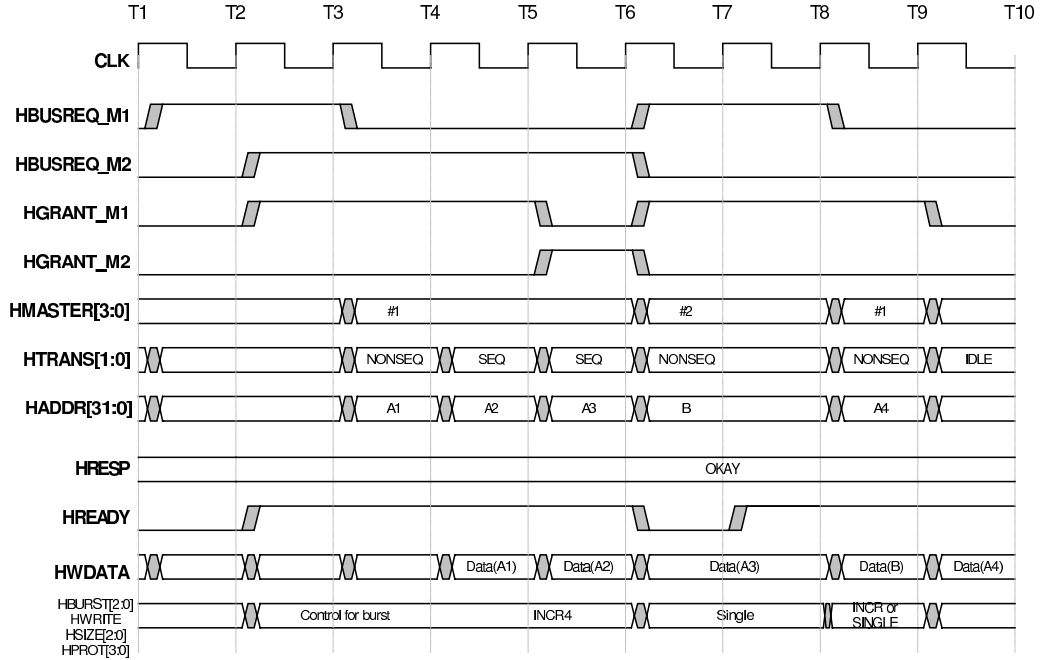 T1 T2 T3 T4 T5 T6 T7 T8 T9 T10
CLK
HBUSREQ_M1
HBUSREQ_M2
HGRANT_M1
HGRANT_M2
HMASTER[3:0] #1 #2 #1
HTRANS[1:0] NONSEQ SEQ SEQ NONSEQ NONSEQ IDLE
HADDR[31:0] A1 A2 A3 B A4
HRESP OKAY
HREADY
HWDATA Data(A1) Data(A2) Data(A3) Data(B) Data(A4)
HBURST[2:0]
HWRITE
HSIZE[2:0]
HPROT[3:0]
Control for burst INCR4 Single
INCR or
SINGLE